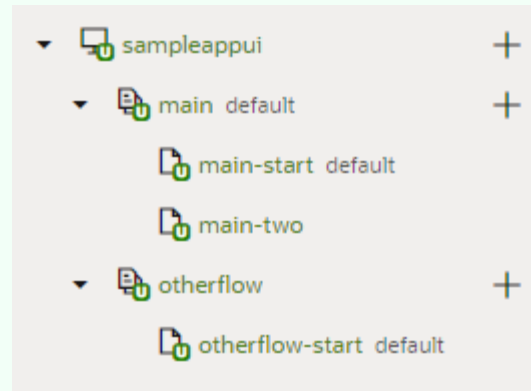 sampleappui
main default
main-start default
main-two
otherflow
otherflow-start default